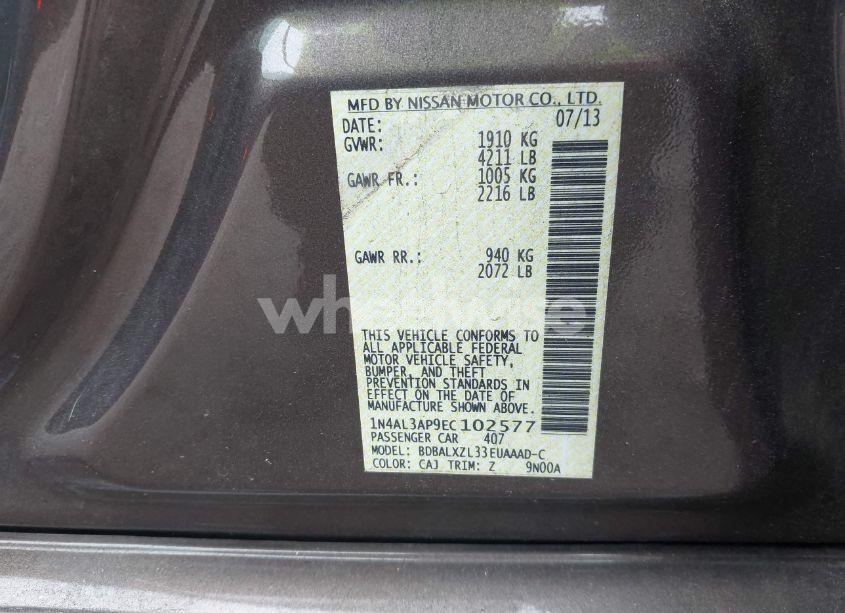 MFD BY NISSAN MOTOR CO., LTD.
DATE: 07/13
GVWR: 1910 KG
4211 LB
GAWR FR.: 1005 KG
2216 LB
GAWR RR.: 940 KG
2072 LB
wheelwise
THIS VEHICLE CONFORMS TO
ALL APPLICABLE FEDERAL
MOTOR VEHICLE SAFETY,
BUMPER, AND THEFT
PREVENTION STANDARDS IN
EFFECT ON THE DATE OF
MANUFACTURE SHOWN ABOVE.
1N4AL3AP9EC102577
PASSENGER CAR 407
MODEL: BDBALXZL33EUAAAD-C
COLOR: CAJ TRIM: Z 9N00A